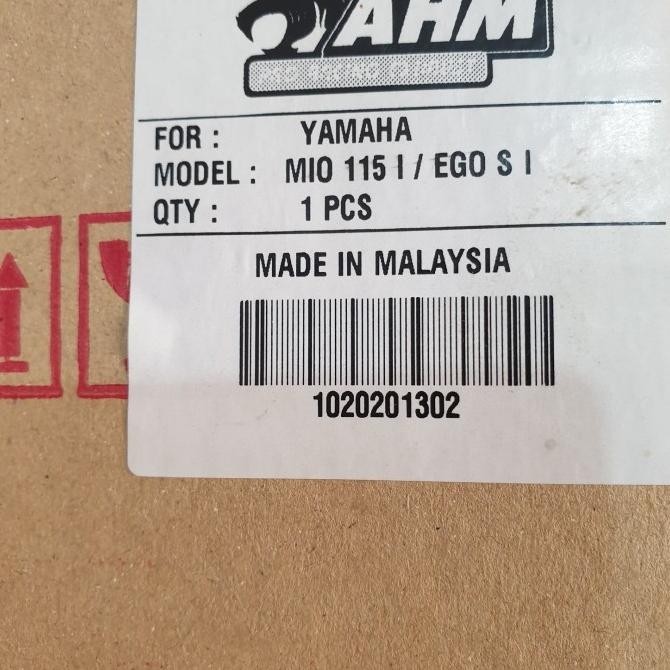 AHM
FOR : YAMAHA
MODEL : MIO 115 I / EGO S I
QTY : 1 PCS
MADE IN MALAYSIA
1020201302